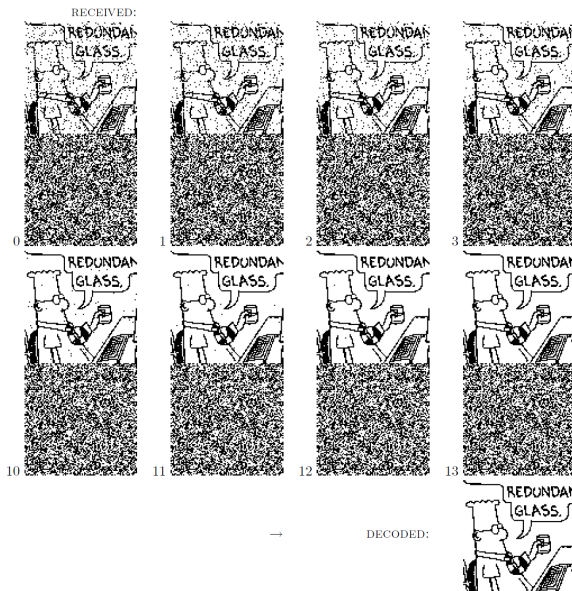 RECEIVED:
REDUNDAN
GLASS.
REDUNDAN
GLASS.
REDUNDAN
GLASS.
REDUNDAN
GLASS.
0
1
2
3
REDUNDAN
GLASS.
REDUNDAN
GLASS.
REDUNDAN
GLASS.
REDUNDAN
GLASS.
10
11
12
13
REDUNDAN
GLASS.
→ DECODED: